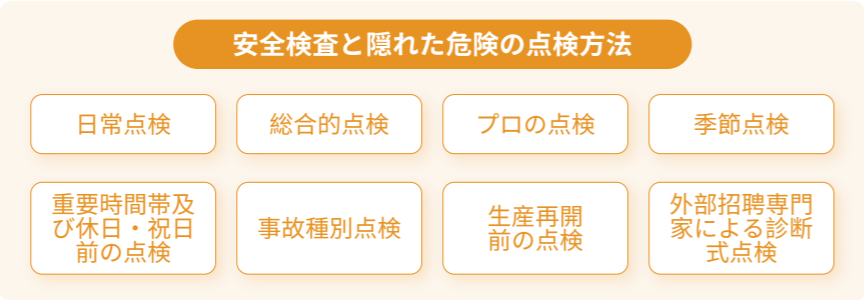 安全検査と隠れた危険の点検方法
日常点検
総合的点検
プロの点検
季節点検
重要時間帯及
び休日・祝日
前の点検
事故種別点検
生産再開
前の点検
外部招聘専門
家による診断
式点検